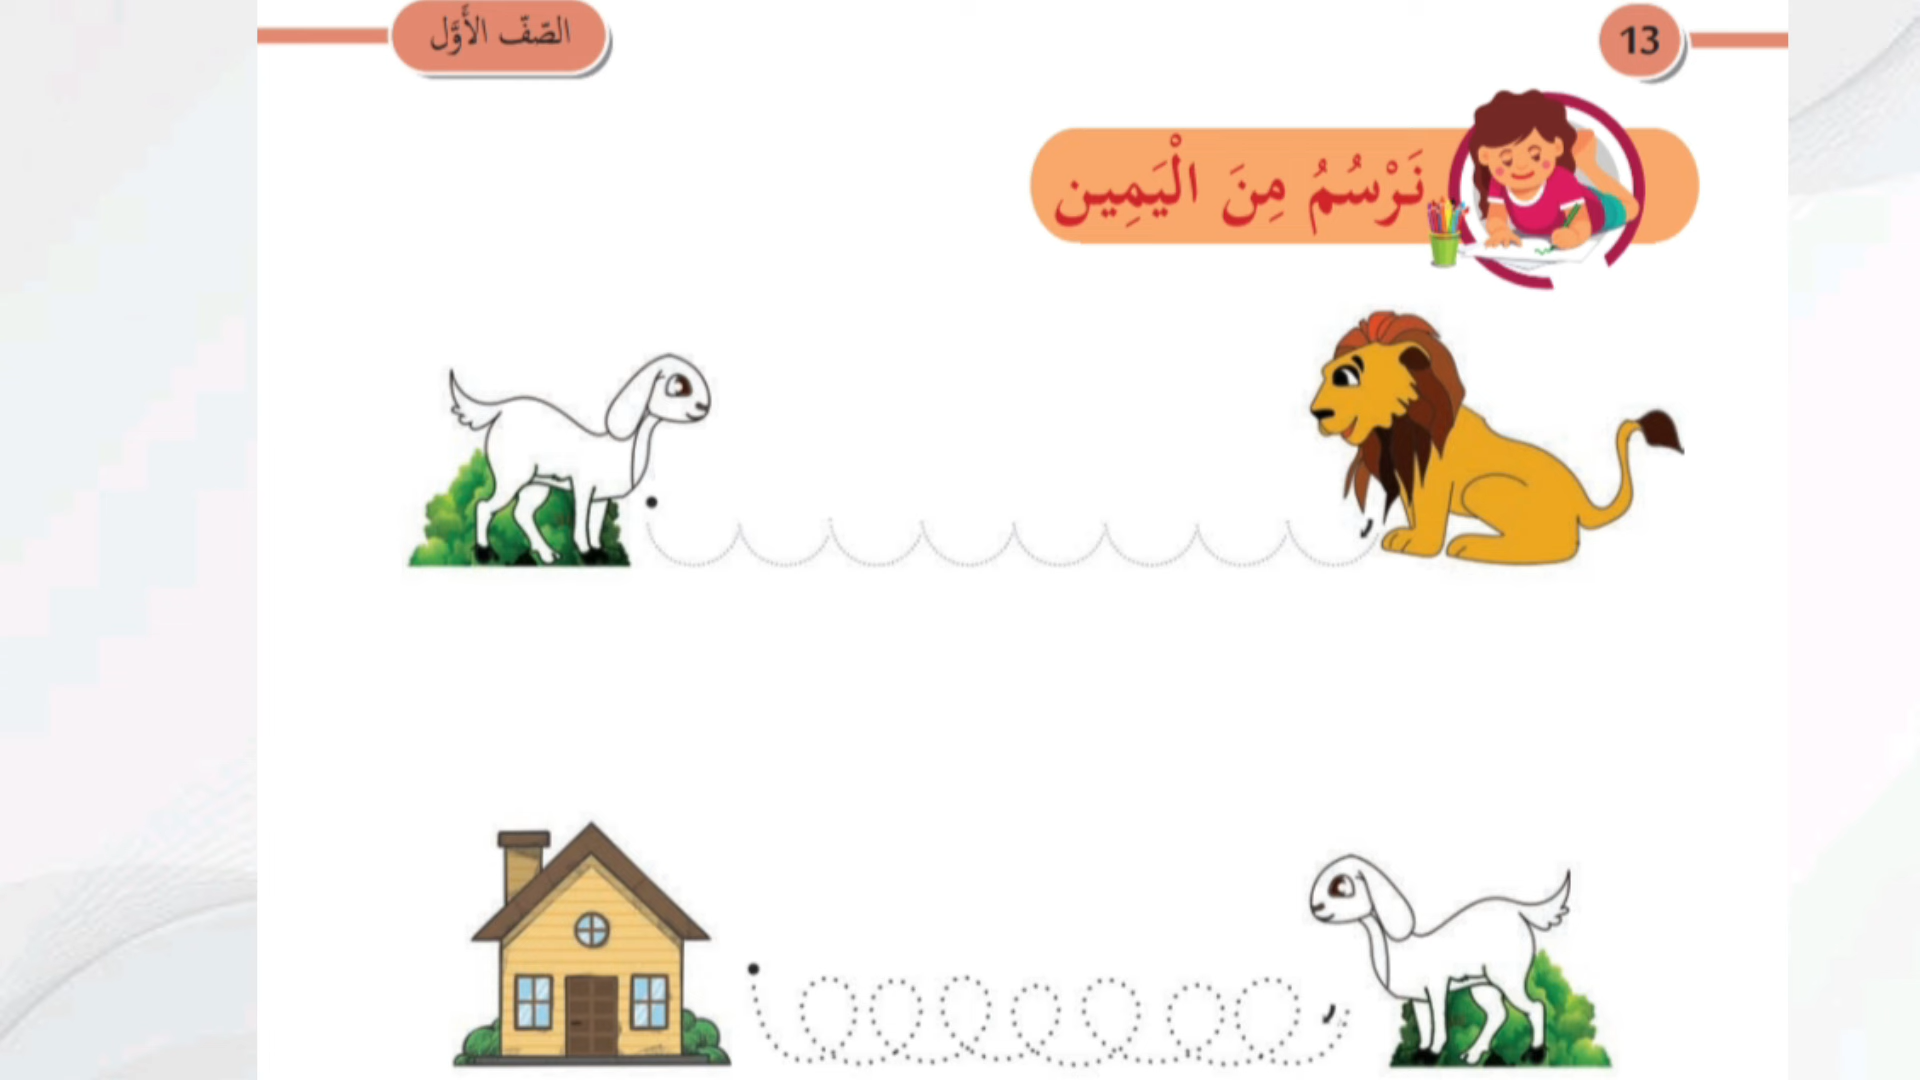 13
الصّفّ الأَوَّل
نَرْسُمُ مِنَ الْيَمِين